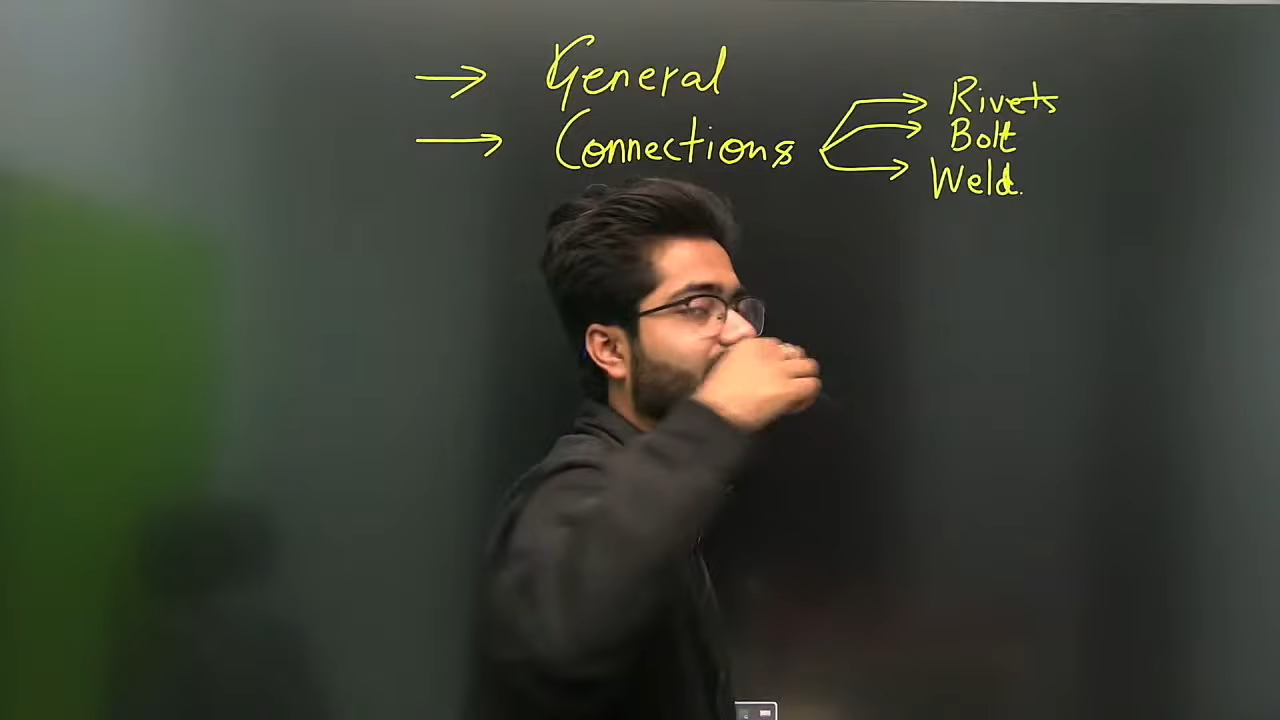 → General
→ Connections → Rivets
→ Bolt
→ Weld.